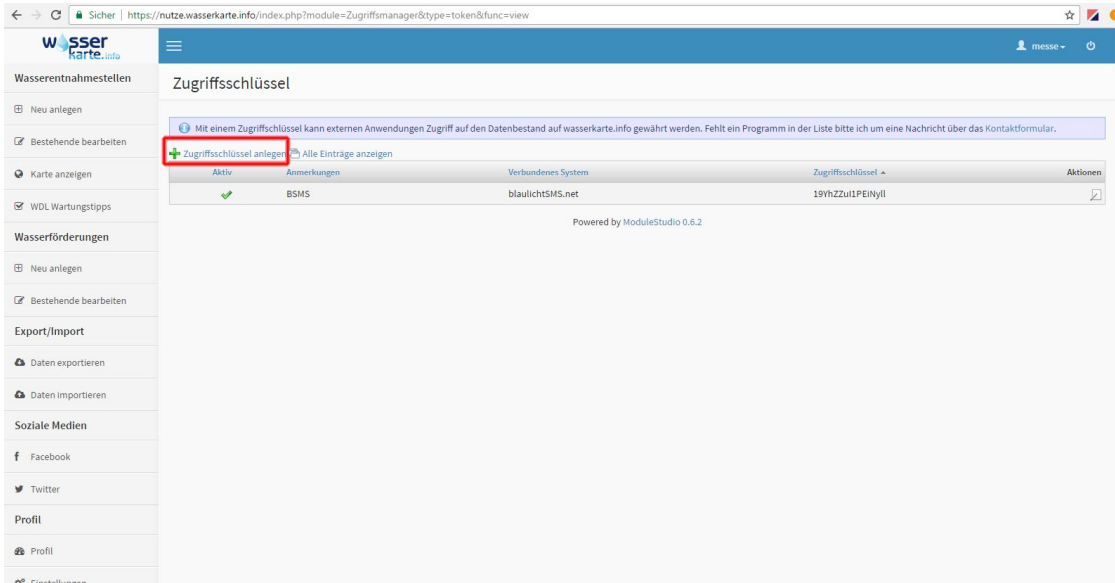 Sicher | https://nutze.wasserkarte.info/index.php?module=Zugriffsmanager&type=token&func=view
wasser
karte.info
messe
Wasserentnahmestellen
Neu anlegen
Bestehende bearbeiten
Karte anzeigen
WDL Wartungstipps
Wasserförderungen
Neu anlegen
Bestehende bearbeiten
Export/Import
Daten exportieren
Daten importieren
Soziale Medien
Facebook
Twitter
Profil
Profil
Einstellungen
Zugriffsschlüssel
Mit einem Zugriffschlüssel kann externen Anwendungen Zugriff auf den Datenbestand auf wasserkarte.info gewährt werden. Fehlt ein Programm in der Liste bitte ich um eine Nachricht über das Kontaktformular.
Zugriffsschlüssel anlegen Alle Einträge anzeigen
Aktiv Anmerkungen Verbundenes System Zugriffsschlüssel Aktionen
BSMS blaulichtSMS.net 19YhZZuI1PEiNyll
Powered by ModuleStudio 0.6.2